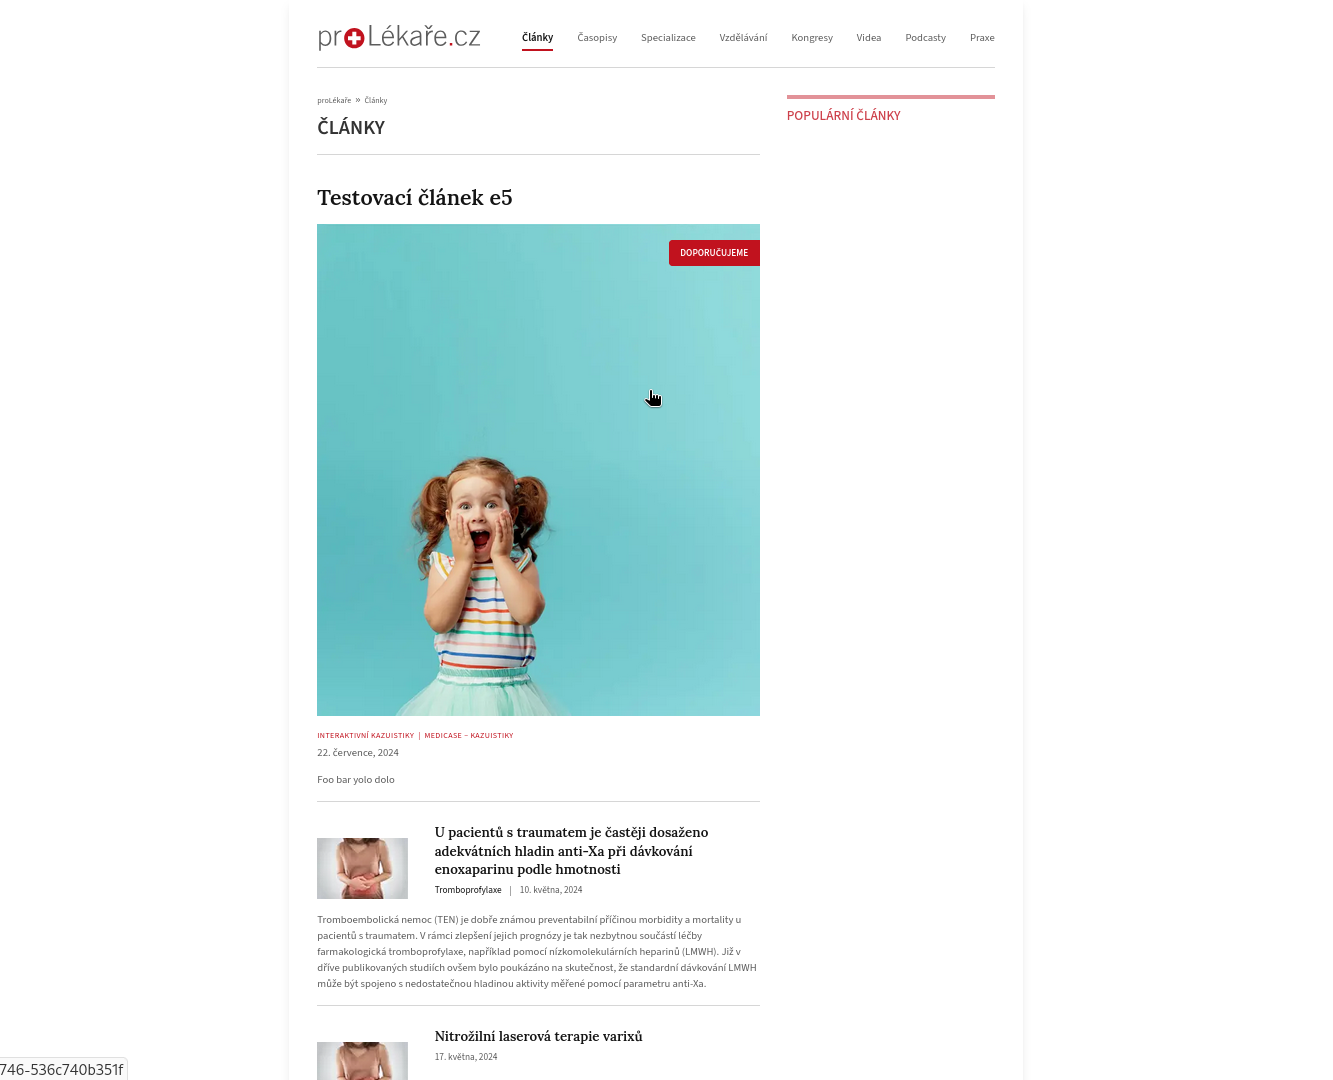 proLékaře.cz
Články Časopisy Specializace Vzdělávání Kongresy Videa Podcasty Praxe
proLékaře » Články
ČLÁNKY
POPULÁRNÍ ČLÁNKY
Testovací článek e5
DOPORUČUJEME
INTERAKTIVNÍ KAZUISTIKY | MEDICASE – KAZUISTIKY
22. července, 2024
Foo bar yolo dolo
U pacientů s traumatem je častěji dosaženo
adekvátních hladin anti-Xa při dávkování
enoxaparinu podle hmotnosti
Tromboprofylaxe | 10. května, 2024
Tromboembolická nemoc (TEN) je dobře známou preventabilní příčinou morbidity a mortality u
pacientů s traumatem. V rámci zlepšení jejich prognózy je tak nezbytnou součástí léčby
farmakologická tromboprofylaxe, například pomocí nízkomolekulárních heparinů (LMWH). Již v
dříve publikovaných studiích ovšem bylo poukázáno na skutečnost, že standardní dávkování LMWH
může být spojeno s nedostatečnou hladinou aktivity měřené pomocí parametru anti-Xa.
Nitrožilní laserová terapie varixů
17. května, 2024
746-536c740b351f